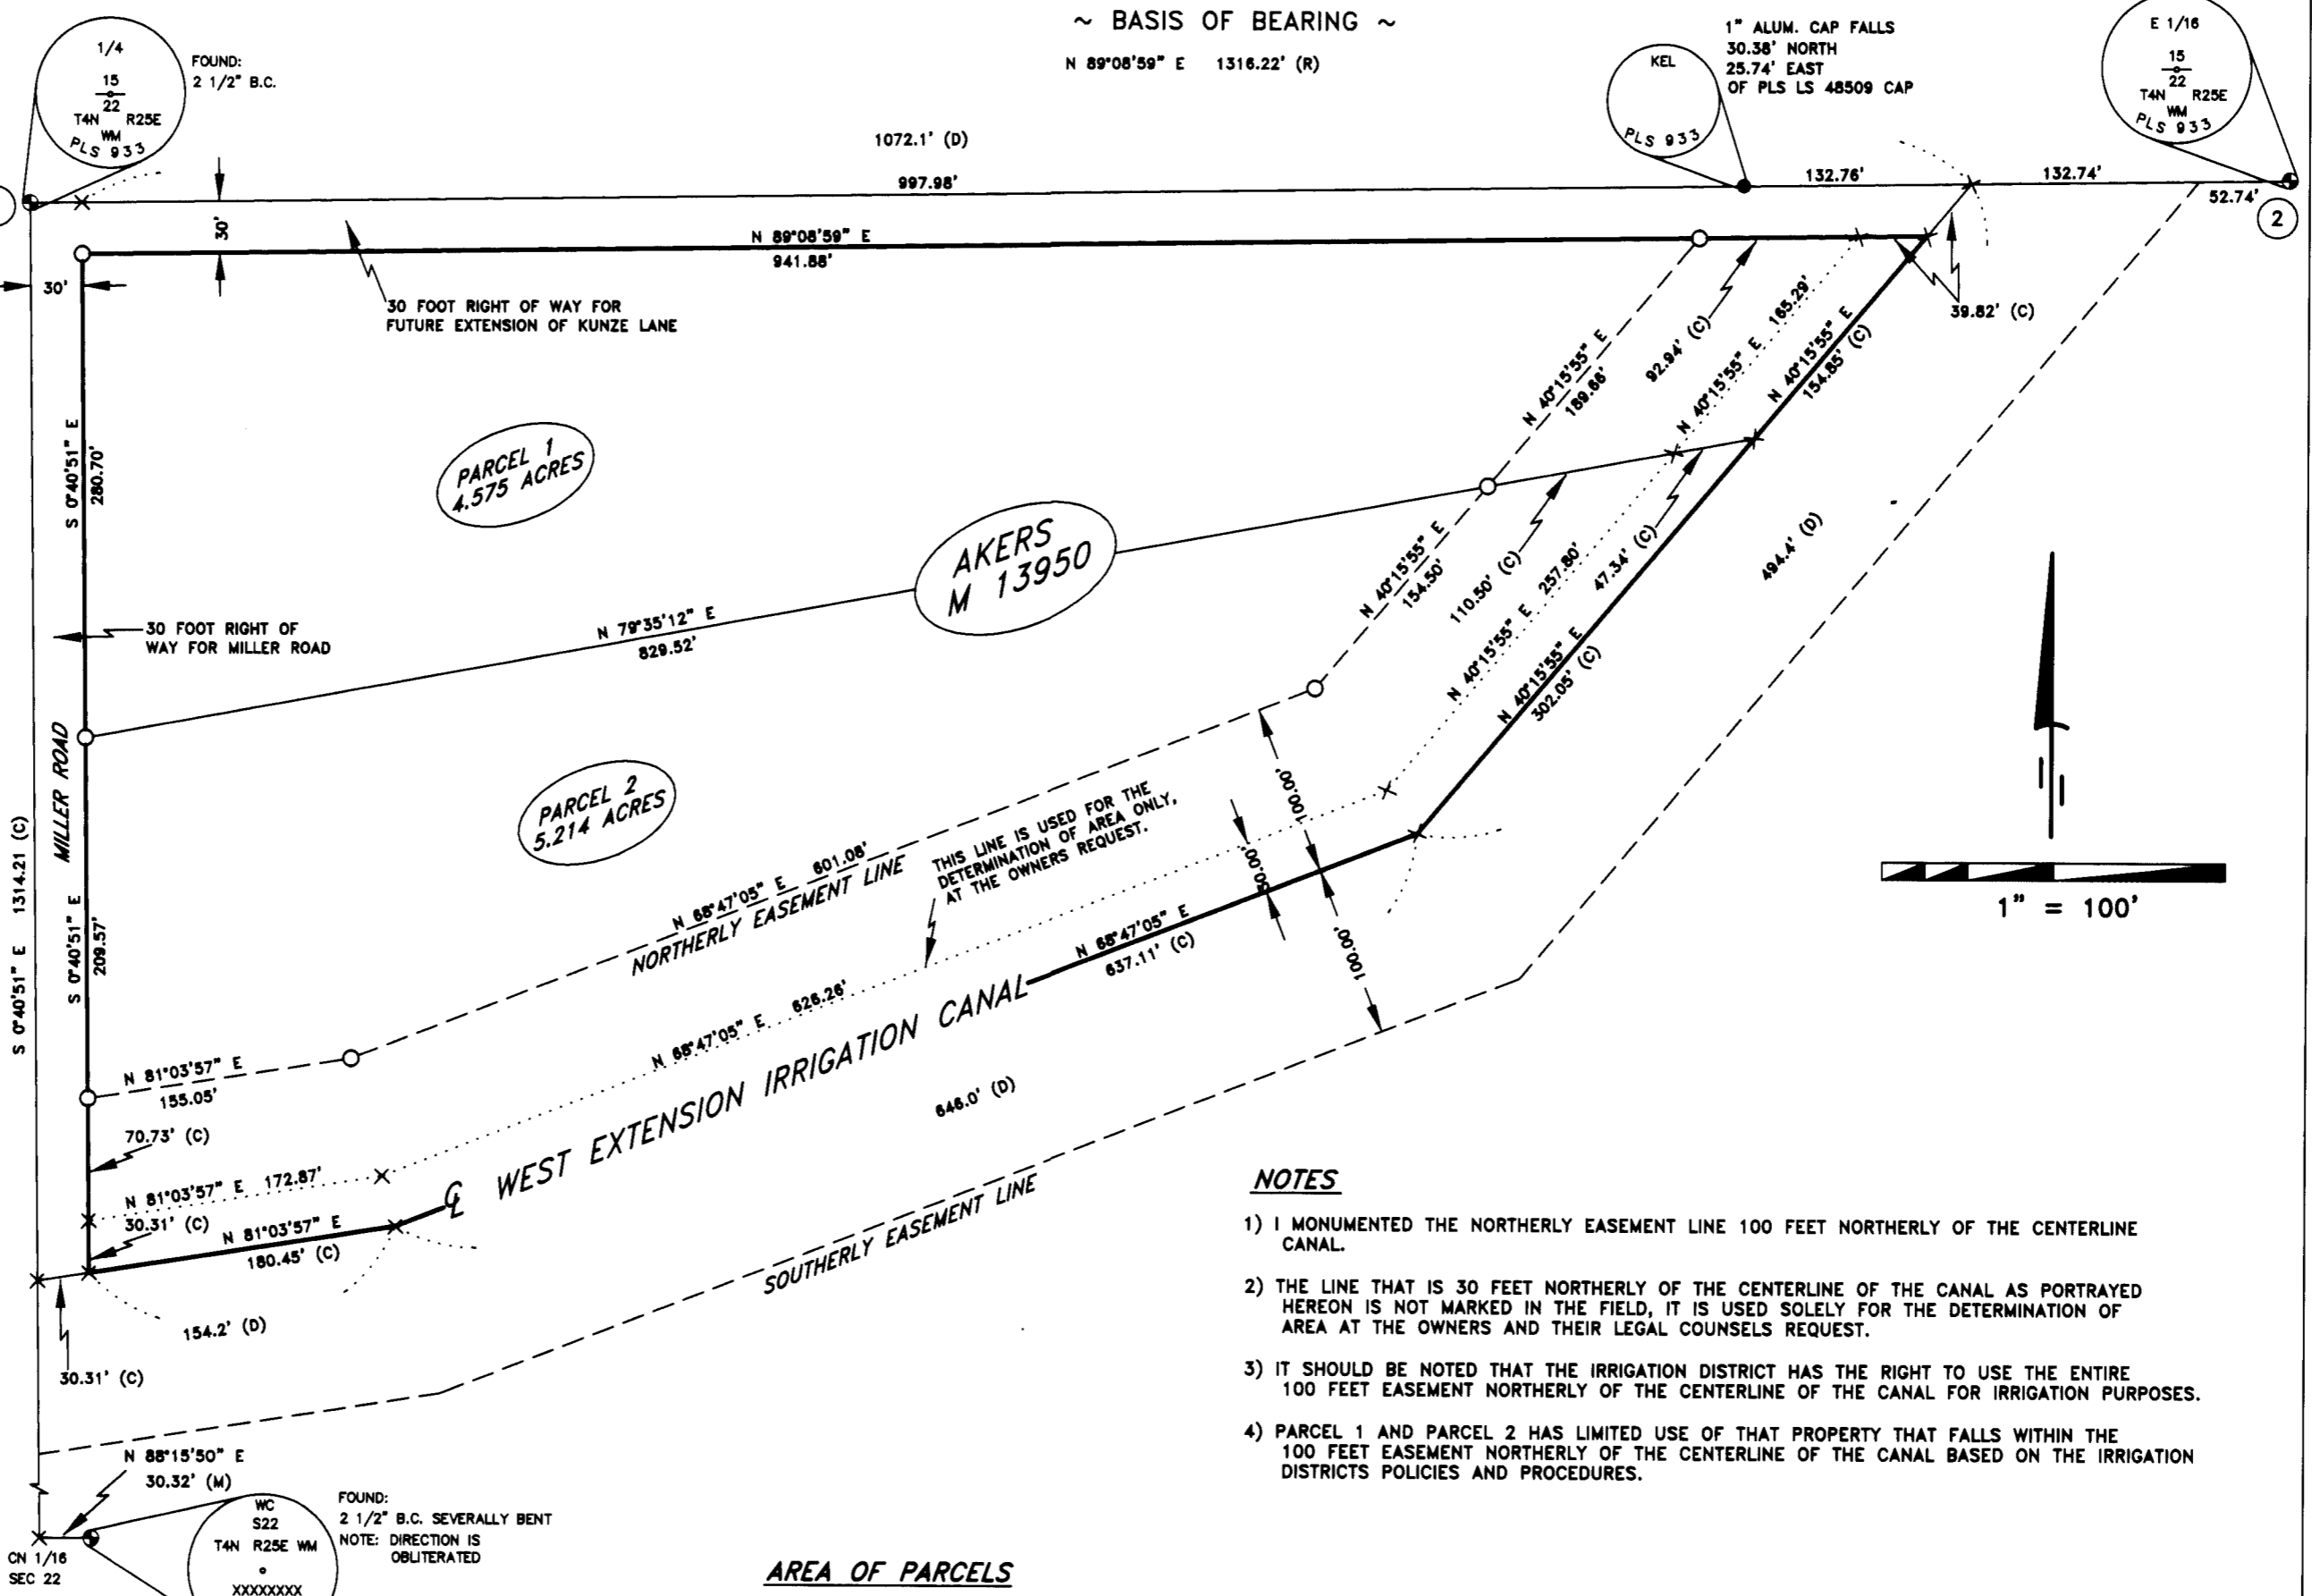 ~ BASIS OF BEARING ~
N 89°08'59" E 1316.22' (R)
1/4
15
22
T4N R25E
WM
PLS 933
FOUND:
2 1/2" B.C.
KEL
PLS 933
1" ALUM. CAP FALLS
30.38' NORTH
25.74' EAST
OF PLS LS 48509 CAP
E 1/16
15
22
T4N R25E
WM
PLS 933
1072.1' (D)
997.98'
132.76'
132.74'
52.74'
2
30'
N 89°08'59" E
941.88'
30'
30 FOOT RIGHT OF WAY FOR
FUTURE EXTENSION OF KUNZE LANE
39.82' (C)
N 40°15'55" E
189.66'
92.94' (C)
N 40°15'55" E 165.29'
N 40°15'55" E
154.85' (C)
S 0°40'51" E
280.70'
PARCEL 1
4.575 ACRES
AKERS
M 13950
N 79°35'12" E
829.52'
30 FOOT RIGHT OF
WAY FOR MILLER ROAD
N 40°15'55" E
154.50'
110.50' (C)
N 40°15'55" E 257.80'
47.34' (C)
N 40°15'55" E
302.05' (C)
494.4' (D)
MILLER ROAD
S 0°40'51" E 1314.21 (C)
S 0°40'51" E
209.57'
PARCEL 2
5.214 ACRES
N 68°47'05" E 601.08'
NORTHERLY EASEMENT LINE
THIS LINE IS USED FOR THE
DETERMINATION OF AREA ONLY,
AT THE OWNERS REQUEST.
100.00'
50.00'
100.00'
1" = 100'
N 68°47'05" E
637.11' (C)
N 68°47'05" E 626.26'
℄ WEST EXTENSION IRRIGATION CANAL
646.0' (D)
SOUTHERLY EASEMENT LINE
N 81°03'57" E
155.05'
70.73' (C)
N 81°03'57" E 172.87'
30.31' (C)
N 81°03'57" E
180.45' (C)
154.2' (D)
30.31' (C)
N 88°15'50" E
30.32' (M)
CN 1/16
SEC 22
WC
S22
T4N R25E WM
XXXXXXXX
FOUND:
2 1/2" B.C. SEVERALLY BENT
NOTE: DIRECTION IS
OBLITERATED
NOTES
1) I MONUMENTED THE NORTHERLY EASEMENT LINE 100 FEET NORTHERLY OF THE CENTERLINE
CANAL.
2) THE LINE THAT IS 30 FEET NORTHERLY OF THE CENTERLINE OF THE CANAL AS PORTRAYED
HEREON IS NOT MARKED IN THE FIELD, IT IS USED SOLELY FOR THE DETERMINATION OF
AREA AT THE OWNERS AND THEIR LEGAL COUNSELS REQUEST.
3) IT SHOULD BE NOTED THAT THE IRRIGATION DISTRICT HAS THE RIGHT TO USE THE ENTIRE
100 FEET EASEMENT NORTHERLY OF THE CENTERLINE OF THE CANAL FOR IRRIGATION PURPOSES.
4) PARCEL 1 AND PARCEL 2 HAS LIMITED USE OF THAT PROPERTY THAT FALLS WITHIN THE
100 FEET EASEMENT NORTHERLY OF THE CENTERLINE OF THE CANAL BASED ON THE IRRIGATION
DISTRICTS POLICIES AND PROCEDURES.
AREA OF PARCELS